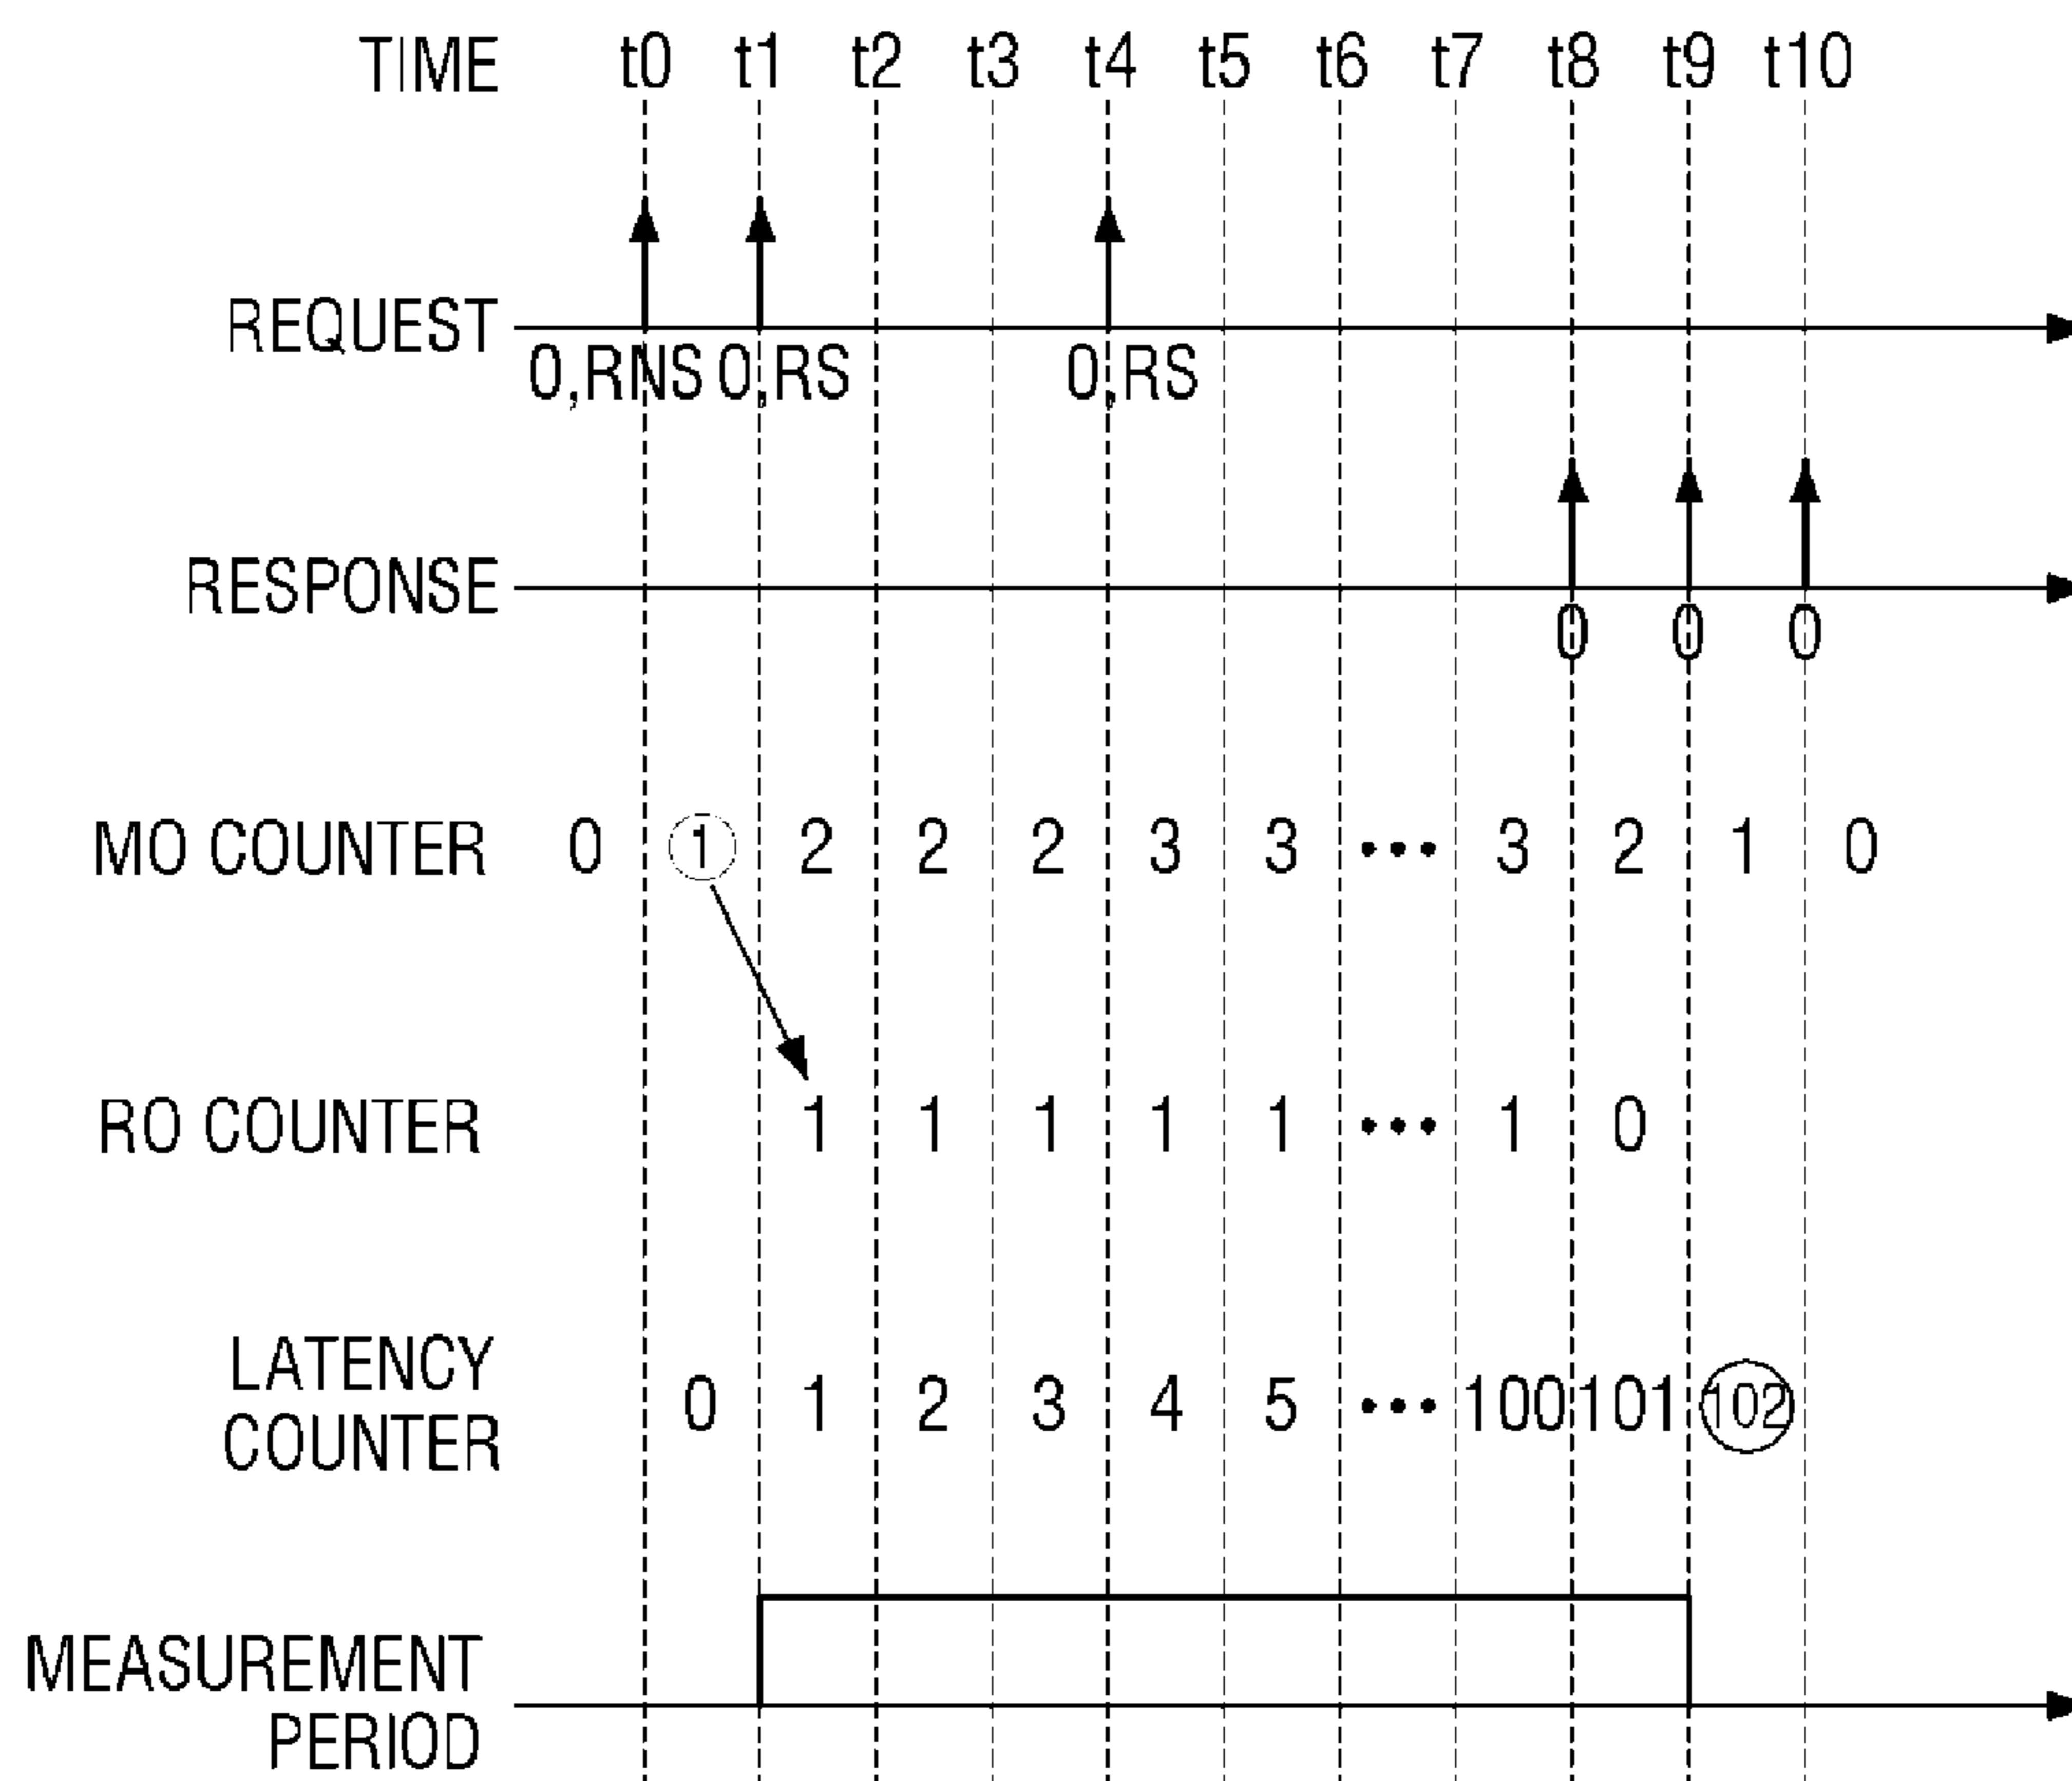 TIME t0 t1 t2 t3 t4 t5 t6 t7 t8 t9 t10
REQUEST
0,RNS 0,RS 0,RS
RESPONSE
0 0 0
MO COUNTER 0 1 2 2 2 3 3 ••• 3 2 1 0
RO COUNTER 1 1 1 1 1 ••• 1 0
LATENCY
COUNTER 0 1 2 3 4 5 ••• 100 101 102
MEASUREMENT
PERIOD